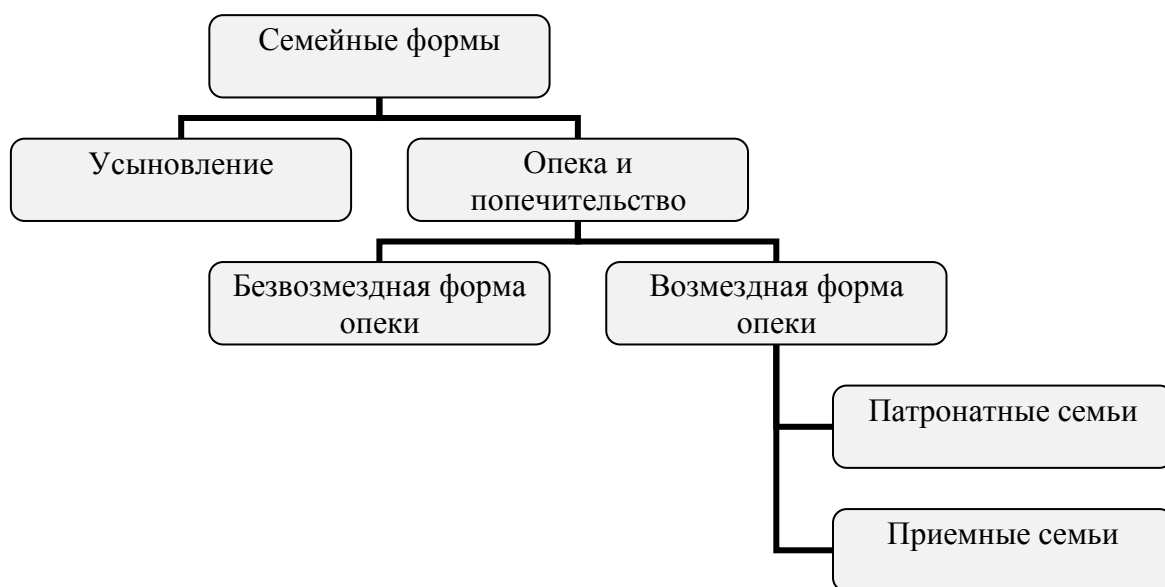 Семейные формы
Усыновление
Опека и
попечительство
Безвозмездная форма
опеки
Возмездная форма
опеки
Патронатные семьи
Приемные семьи